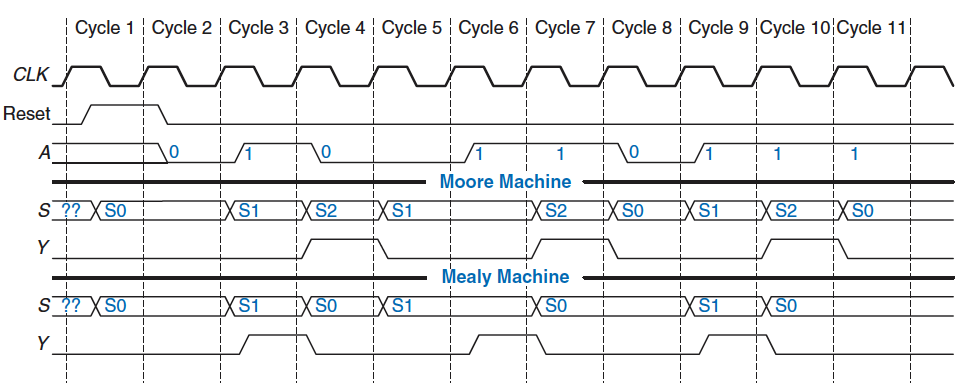 Cycle 1 Cycle 2 Cycle 3 Cycle 4 Cycle 5 Cycle 6 Cycle 7 Cycle 8 Cycle 9 Cycle 10 Cycle 11
CLK
Reset
A 0 1 0 1 1 0 1 1 1
Moore Machine
S ?? S0 S1 S2 S1 S2 S0 S1 S2 S0
Y
Mealy Machine
S ?? S0 S1 S0 S1 S0 S1 S0
Y